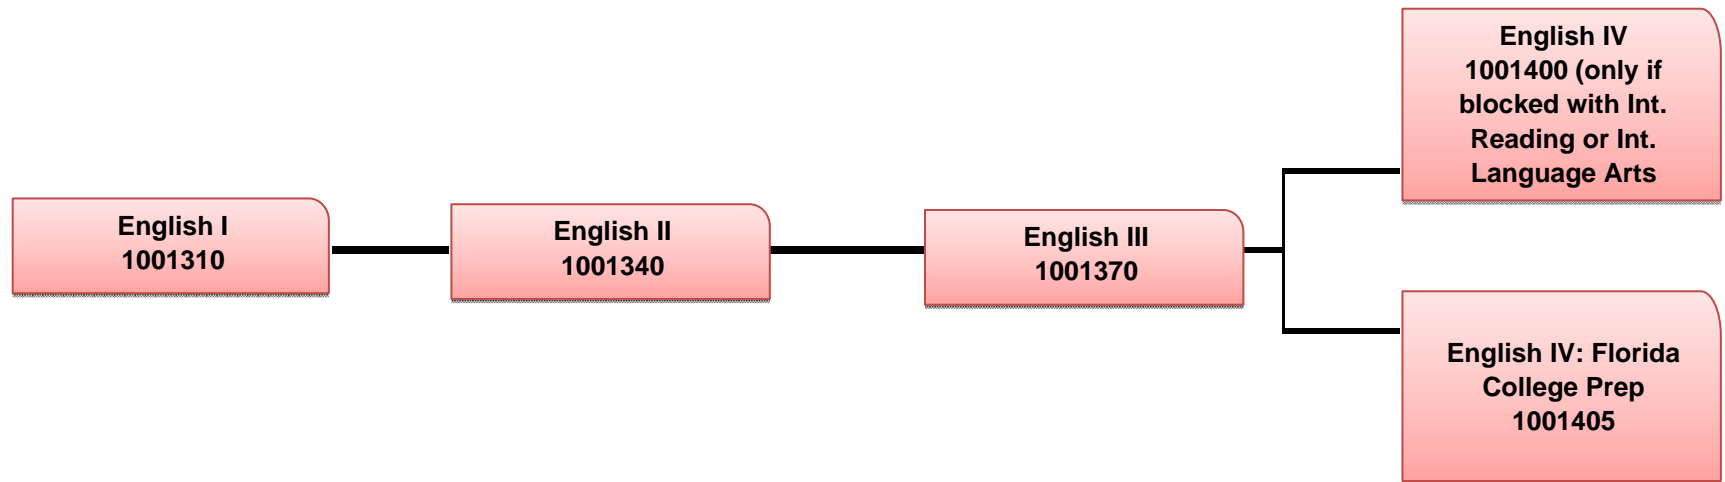 English I
1001310
English II
1001340
English III
1001370
English IV
1001400 (only if
blocked with Int.
Reading or Int.
Language Arts
English IV: Florida
College Prep
1001405